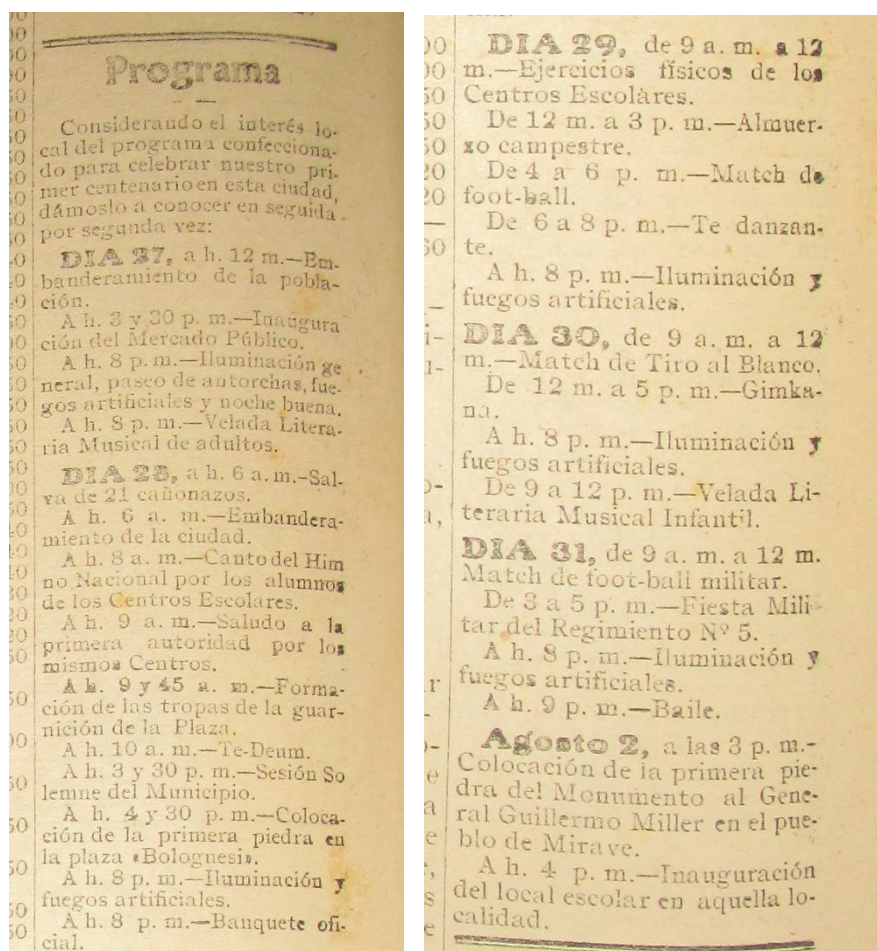 Programa
Considerando el interés lo-
cal del programa confecciona-
do para celebrar nuestro pri-
mer centenario en esta ciudad,
dámoslo a conocer en seguida
por segunda vez:
DIA 27, a h. 12 m.—Em-
banderamiento de la pobla-
ción.
A h. 3 y 30 p. m.—Inaugura
ción del Mercado Público.
A h. 8 p. m.—Iluminación ge
neral, paseo de antorchas, fue-
gos artificiales y noche buena.
A h. 8 p. m.—Velada Litera-
ria Musical de adultos.
DIA 28, a h. 6 a. m.-Sal-
va de 21 cañonazos.
A h. 6 a. m.—Embandera-
miento de la ciudad.
A h. 8 a. m.—Canto del Him
no Nacional por los alumnos
de los Centros Escolares.
A h. 9 a. m.—Saludo a la
primera autoridad por los
mismos Centros.
A h. 9 y 45 a. m.—Forma-
ción de las tropas de la guar-
nición de la Plaza.
A h. 10 a. m.—Te-Deum.
A h. 3 y 30 p. m.—Sesión So
lemne del Municipio.
A h. 4 y 30 p. m.—Coloca-
ción de la primera piedra en
la plaza «Bolognesi».
A h. 8 p. m.—Iluminación y
fuegos artificiales.
A h. 8 p. m.—Banquete ofi-
cial.
DIA 29, de 9 a. m. a 12
m.—Ejercicios físicos de los
Centros Escolares.
De 12 m. a 3 p. m.—Almuer-
zo campestre.
De 4 a 6 p. m.—Match de
foot-ball.
De 6 a 8 p. m.—Te danzan-
te.
A h. 8 p. m.—Iluminación y
fuegos artificiales.
DIA 30, de 9 a. m. a 12
m.—Match de Tiro al Blanco.
De 12 m. a 5 p. m.—Gimka-
na.
A h. 8 p. m.—Iluminación y
fuegos artificiales.
De 9 a 12 p. m.—Velada Li-
teraria Musical Infantil.
DIA 31, de 9 a. m. a 12 m.
Match de foot-ball militar.
De 3 a 5 p. m.—Fiesta Mili
tar del Regimiento Nº 5.
A h. 8 p. m.—Iluminación y
fuegos artificiales.
A h. 9 p. m.—Baile.
Agosto 2, a las 3 p. m.-
Colocación de la primera pie-
dra del Monumento al Gene-
ral Guillermo Miller en el pue-
blo de Mirave.
A h. 4 p. m.—Inauguración
del local escolar en aquella lo-
calidad.